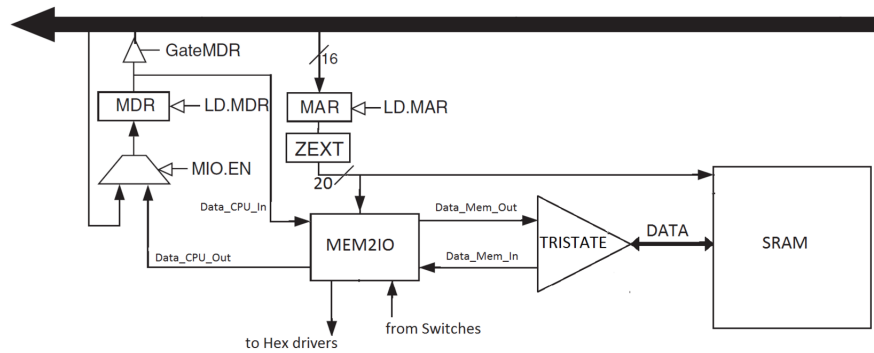 GateMDR
16
MDR
LD.MDR
MAR
LD.MAR
ZEXT
MIO.EN
20
Data_CPU_In
Data_Mem_Out
MEM2IO
TRISTATE
DATA
SRAM
Data_CPU_Out
Data_Mem_In
from Switches
to Hex drivers